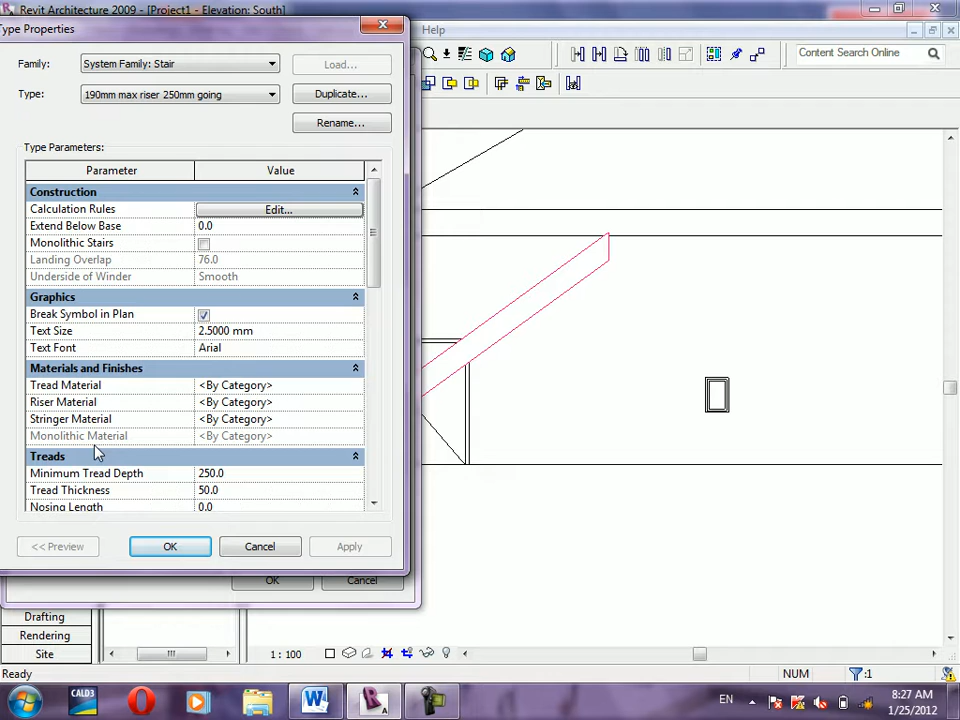 Revit Architecture 2009 - [Project1 - Elevation: South]
Type Properties
Help
Family:
System Family: Stair
Load...
Content Search Online
Type:
190mm max riser 250mm going
Duplicate...
Rename...
Type Parameters:
Parameter Value
Construction
Calculation Rules Edit...
Extend Below Base 0.0
Monolithic Stairs
Landing Overlap 76.0
Underside of Winder Smooth
Graphics
Break Symbol in Plan
Text Size 2.5000 mm
Text Font Arial
Materials and Finishes
Tread Material <By Category>
Riser Material <By Category>
Stringer Material <By Category>
Monolithic Material <By Category>
Treads
Minimum Tread Depth 250.0
Tread Thickness 50.0
Nosing Length 0.0
<< Preview OK Cancel Apply
OK Cancel
Drafting
Rendering
Site
1 : 100
Ready
NUM
:1
CALD3
EN
8:27 AM
1/25/2012